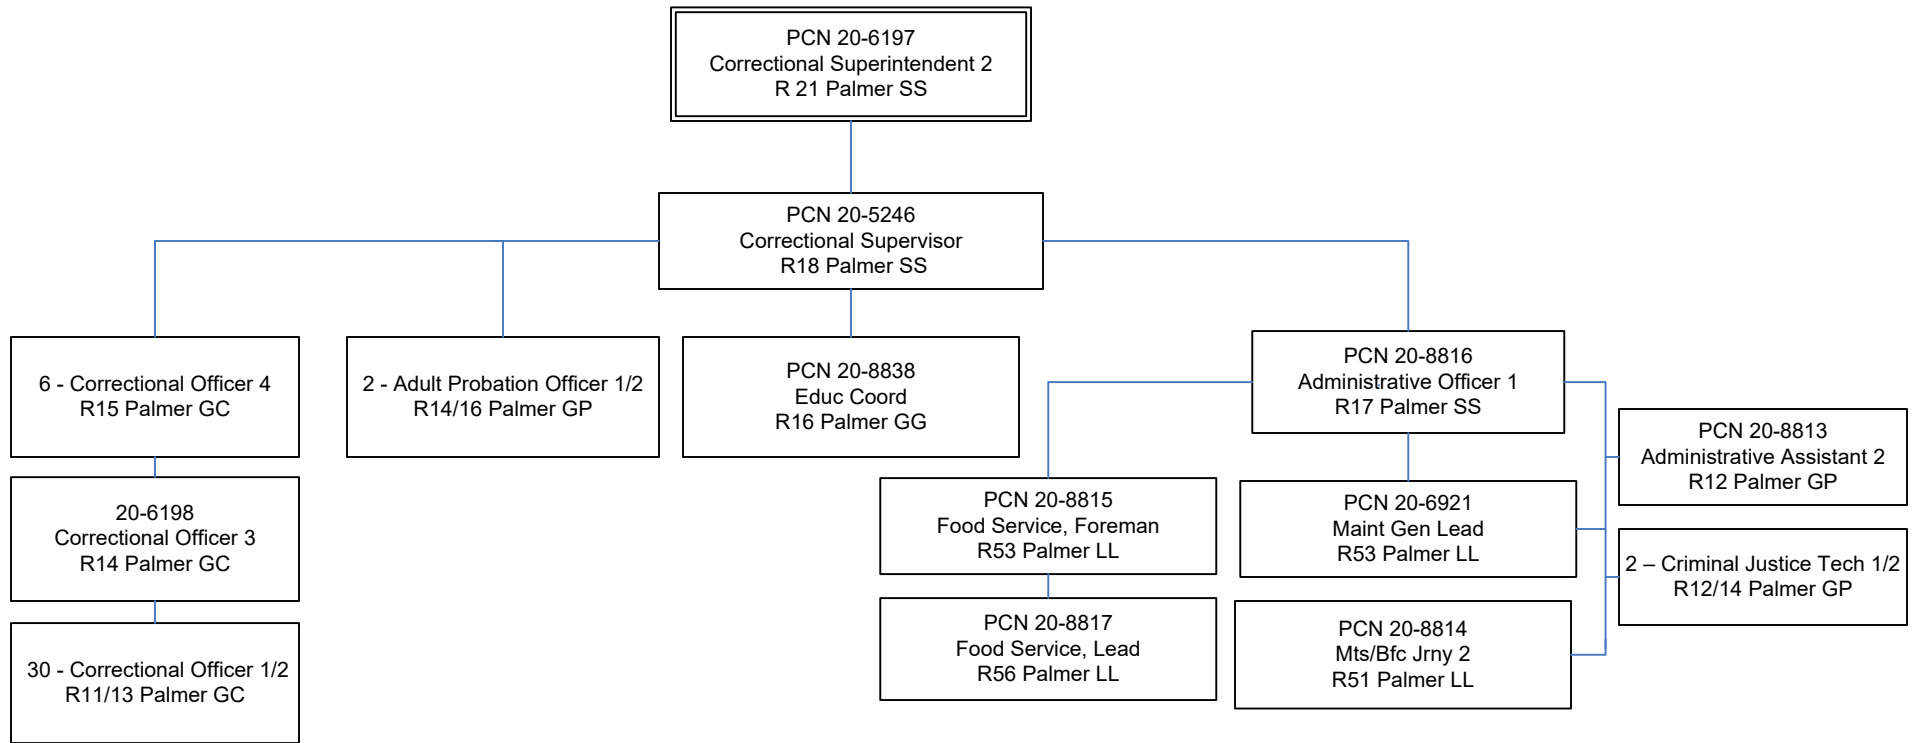 PCN 20-6197
Correctional Superintendent 2
R 21 Palmer SS
PCN 20-5246
Correctional Supervisor
R18 Palmer SS
6 - Correctional Officer 4
R15 Palmer GC
2 - Adult Probation Officer 1/2
R14/16 Palmer GP
PCN 20-8838
Educ Coord
R16 Palmer GG
PCN 20-8816
Administrative Officer 1
R17 Palmer SS
PCN 20-8813
Administrative Assistant 2
R12 Palmer GP
20-6198
Correctional Officer 3
R14 Palmer GC
PCN 20-8815
Food Service, Foreman
R53 Palmer LL
PCN 20-6921
Maint Gen Lead
R53 Palmer LL
2 – Criminal Justice Tech 1/2
R12/14 Palmer GP
30 - Correctional Officer 1/2
R11/13 Palmer GC
PCN 20-8817
Food Service, Lead
R56 Palmer LL
PCN 20-8814
Mts/Bfc Jrny 2
R51 Palmer LL